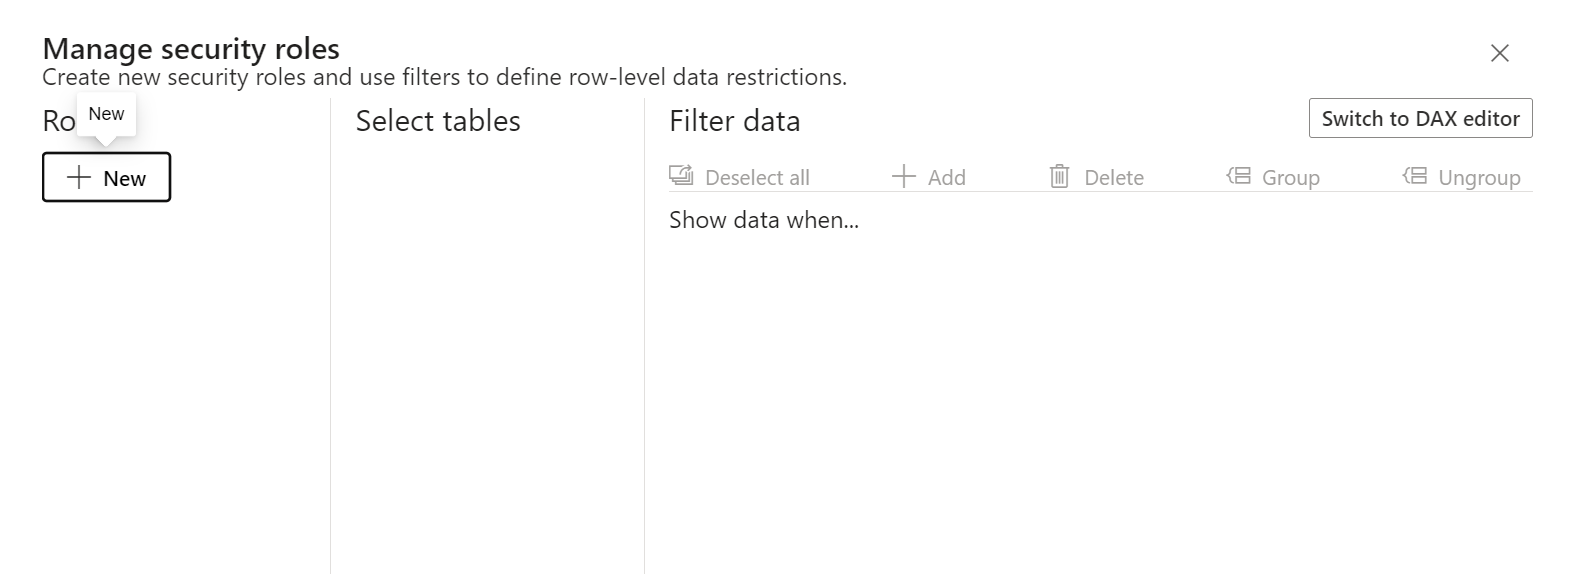 Manage security roles
Create new security roles and use filters to define row-level data restrictions.
Ro
New
New
Select tables
Filter data
Switch to DAX editor
Deselect all
Add
Delete
Group
Ungroup
Show data when...